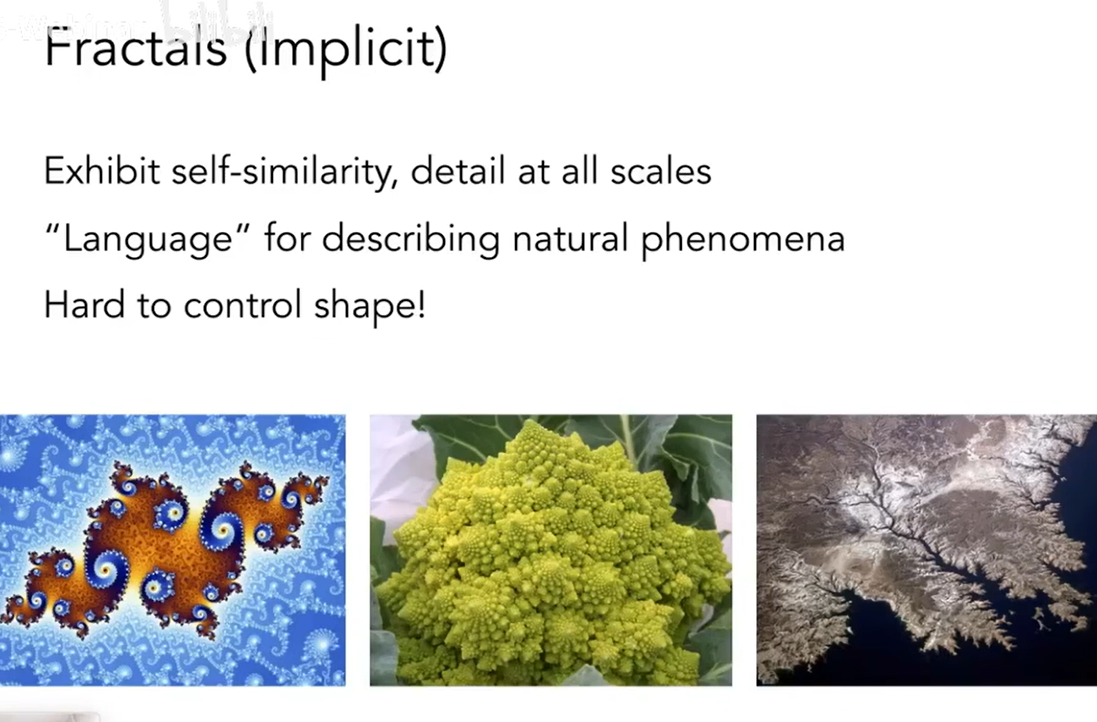 Fractals (Implicit)
Exhibit self-similarity, detail at all scales
“Language” for describing natural phenomena
Hard to control shape!